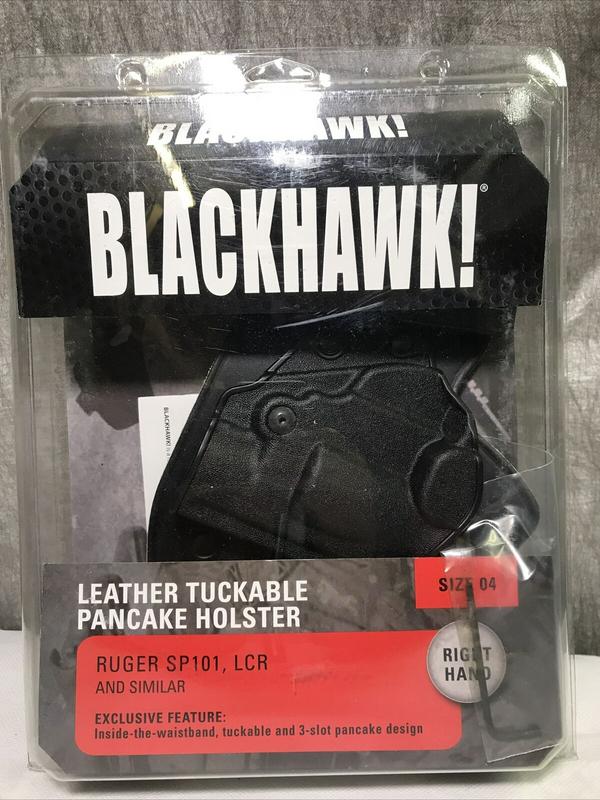 BLACKHAWK!
BLACKHAWK!®
BLACKHAWK!
LEATHER TUCKABLE
PANCAKE HOLSTER
SIZE 04
RUGER SP101, LCR
AND SIMILAR
RIGHT
HAND
EXCLUSIVE FEATURE:
Inside-the-waistband, tuckable and 3-slot pancake design